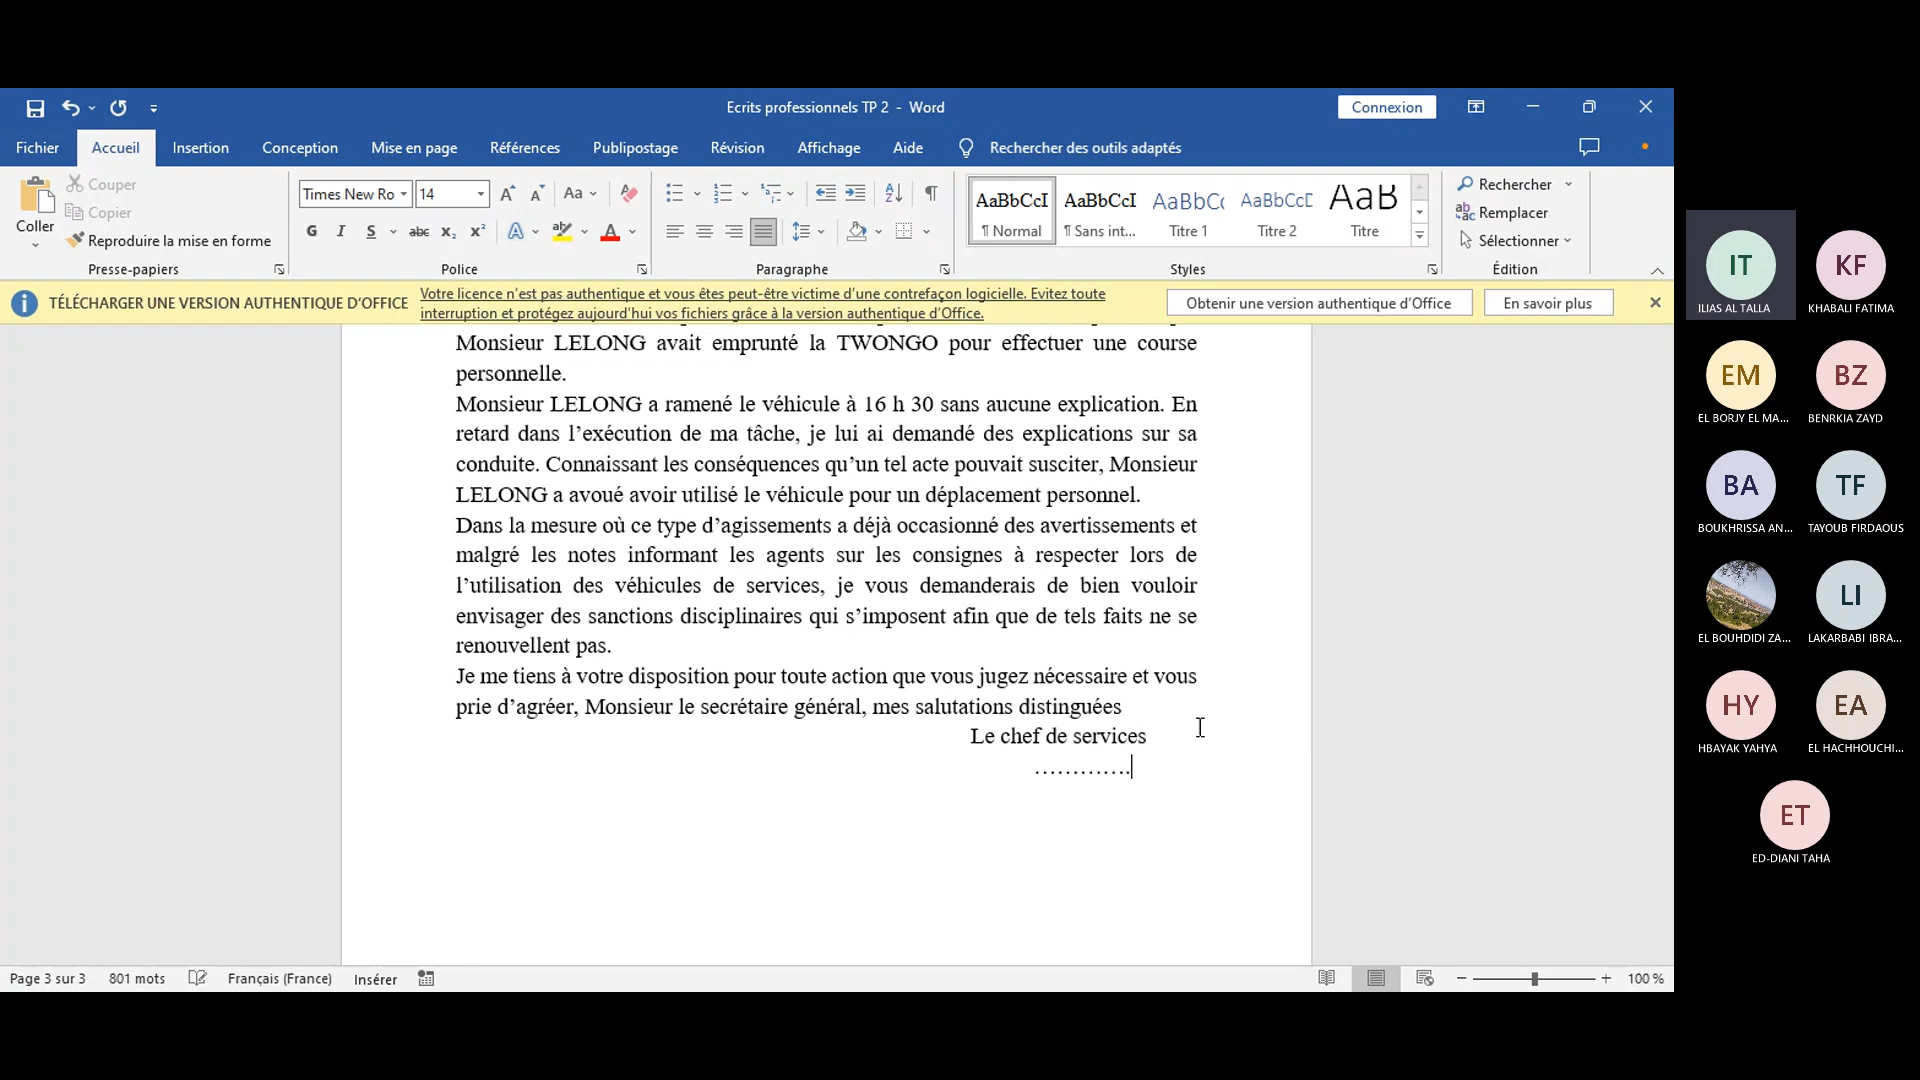 Ecrits professionnels TP 2 - Word
Connexion
Fichier
Accueil
Insertion
Conception
Mise en page
Références
Publipostage
Révision
Affichage
Aide
Rechercher des outils adaptés
Coller
Couper
Copier
Reproduire la mise en forme
Presse-papiers
Times New Ro
14
Aa
G I S abc x₂ x²
Police
Paragraphe
AaBbCcI
¶ Normal
AaBbCcI
¶ Sans int...
AaBbCc
Titre 1
AaBbCcD
Titre 2
AaB
Titre
Styles
Rechercher
Remplacer
Sélectionner
Édition
TÉLÉCHARGER UNE VERSION AUTHENTIQUE D’OFFICE
Votre licence n’est pas authentique et vous êtes peut-être victime d’une contrefaçon logicielle. Evitez toute
interruption et protégez aujourd’hui vos fichiers grâce à la version authentique d’Office.
Obtenir une version authentique d’Office
En savoir plus
Monsieur LELONG avait emprunté la TWONGO pour effectuer une course
personnelle.
Monsieur LELONG a ramené le véhicule à 16 h 30 sans aucune explication. En
retard dans l’exécution de ma tâche, je lui ai demandé des explications sur sa
conduite. Connaissant les conséquences qu’un tel acte pouvait susciter, Monsieur
LELONG a avoué avoir utilisé le véhicule pour un déplacement personnel.
Dans la mesure où ce type d’agissements a déjà occasionné des avertissements et
malgré les notes informant les agents sur les consignes à respecter lors de
l’utilisation des véhicules de services, je vous demanderais de bien vouloir
envisager des sanctions disciplinaires qui s’imposent afin que de tels faits ne se
renouvellent pas.
Je me tiens à votre disposition pour toute action que vous jugez nécessaire et vous
prie d’agréer, Monsieur le secrétaire général, mes salutations distinguées
Le chef de services
………….
Page 3 sur 3
801 mots
Français (France)
Insérer
100 %
IT
ILIAS AL TALLA
KF
KHABALI FATIMA
EM
EL BORJY EL MA...
BZ
BENRKIA ZAYD
BA
BOUKHRISSA AN...
TF
TAYOUB FIRDAOUS
EL BOUHDIDI ZA...
LI
LAKARBABI IBRA...
HY
HBAYAK YAHYA
EA
EL HACHHOUCHI...
ET
ED-DIANI TAHA